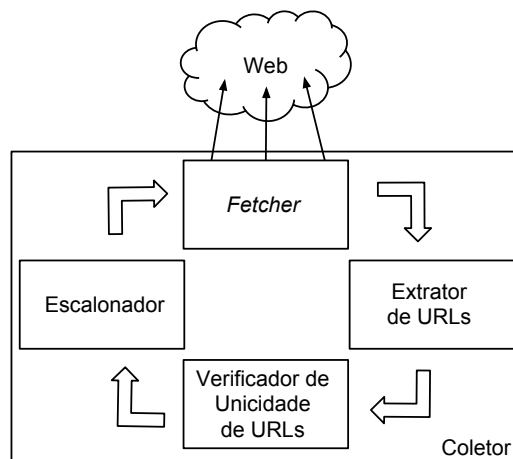 Web
Fetcher
Escalonador
Extrator
de URLs
Verificador de
Unicidade
de URLs
Coletor